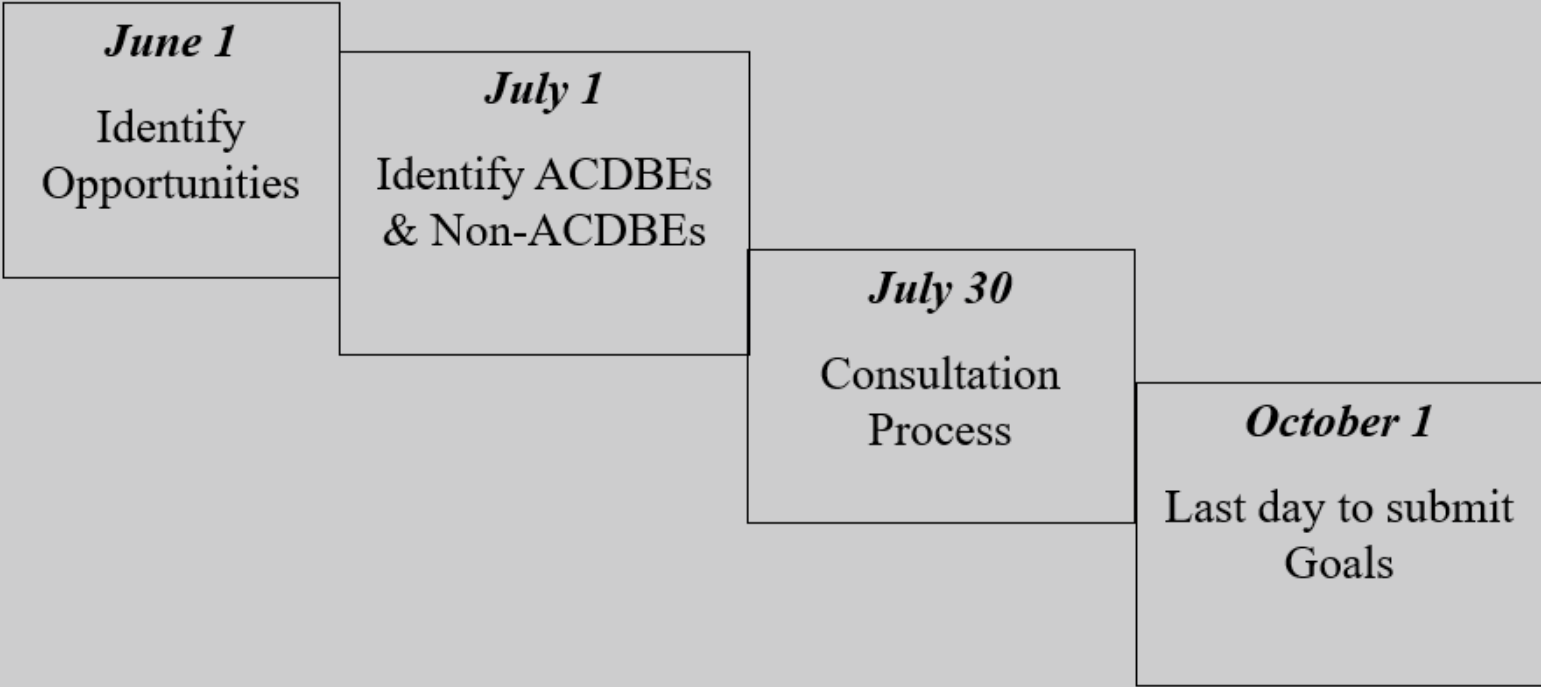 June 1
Identify
Opportunities
July 1
Identify ACDBEs
& Non-ACDBEs
July 30
Consultation
Process
October 1
Last day to submit
Goals